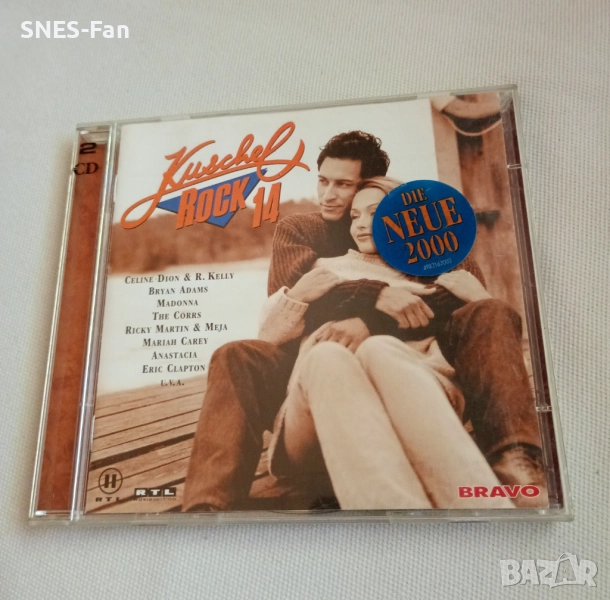 SNES-Fan
2
CD
Kuschel
ROCK 14
DIE
NEUE
2000
CELINE DION & R. KELLY
BRYAN ADAMS
MADONNA
THE CORRS
RICKY MARTIN & MEJA
MARIAH CAREY
ANASTACIA
ERIC CLAPTON
U.V.A.
RTL
RTL
BRAVO
BAZAR